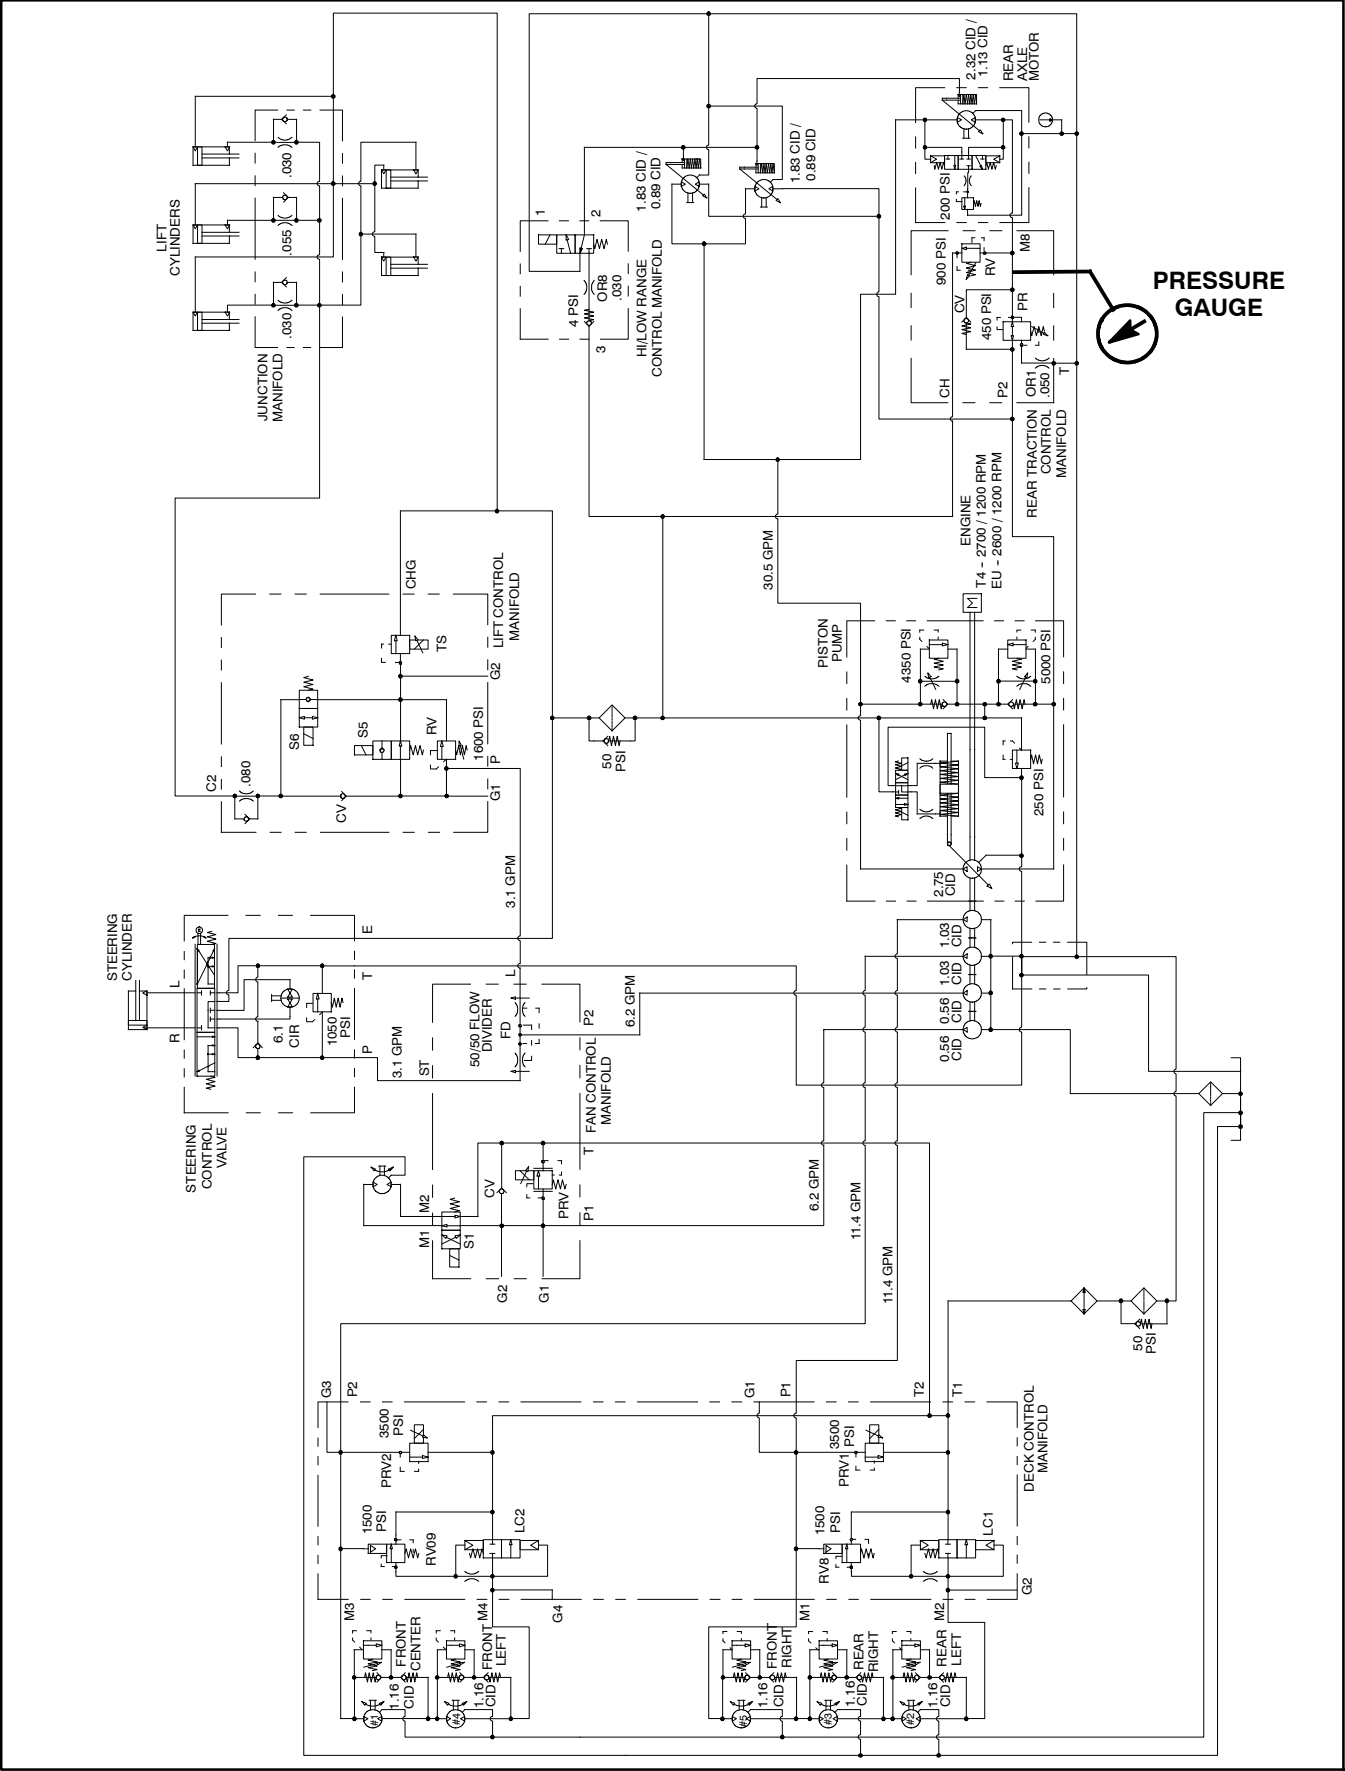 LIFT
CYLINDERS
JUNCTION
MANIFOLD
.030
.055
.030
2.32 CID /
1.13 CID
REAR
AXLE
MOTOR
1.83 CID /
0.89 CID
1.83 CID /
0.89 CID
200 PSI
1
2
3
4 PSI
OR8
.030
HI/LOW RANGE
CONTROL MANIFOLD
900 PSI
RV
M8
CV
450 PSI
PR
CH
P2
OR1
.050
T
REAR TRACTION
CONTROL
MANIFOLD
PRESSURE
GAUGE
ENGINE
T4 - 2700 / 1200 RPM
EU - 2600 / 1200 RPM
M
30.5 GPM
CHG
LIFT CONTROL
MANIFOLD
TS
G2
S6
S5
RV
1600 PSI
P
G1
C2
.080
CV
50
PSI
PISTON
PUMP
4350 PSI
5000 PSI
250 PSI
2.75
CID
1.03
CID
1.03
CID
0.56
CID
0.56
CID
3.1 GPM
STEERING
CYLINDER
L
R
E
T
P
6.1
CIR
1050
PSI
STEERING
CONTROL
VALVE
3.1 GPM
ST
L
50/50 FLOW
DIVIDER
FD
P2
6.2 GPM
FAN CONTROL
MANIFOLD
T
CV
PRV
P1
M2
M1
S1
G2
G1
6.2 GPM
11.4 GPM
11.4 GPM
50
PSI
G3
P2
G1
P1
T2
T1
3500
PSI
PRV2
3500
PSI
PRV1
DECK CONTROL
MANIFOLD
1500
PSI
RV09
LC2
1500
PSI
RV8
LC1
M3
M4
G4
M1
M2
G2
FRONT
CENTER
1.16
CID
#1
FRONT
LEFT
1.16
CID
#4
FRONT
RIGHT
1.16
CID
#5
REAR
RIGHT
1.16
CID
#3
REAR
LEFT
1.16
CID
#2